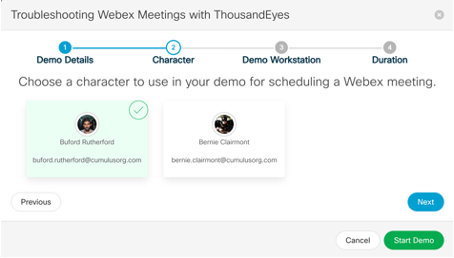 Troubleshooting Webex Meetings with ThousandEyes
1 2 3 4
Demo Details Character Demo Workstation Duration
Choose a character to use in your demo for scheduling a Webex meeting.
Buford Rutherford
buford.rutherford@cumulusorg.com
Bernie Clairmont
bernie.clairmont@cumulusorg.com
Previous Next
Cancel Start Demo